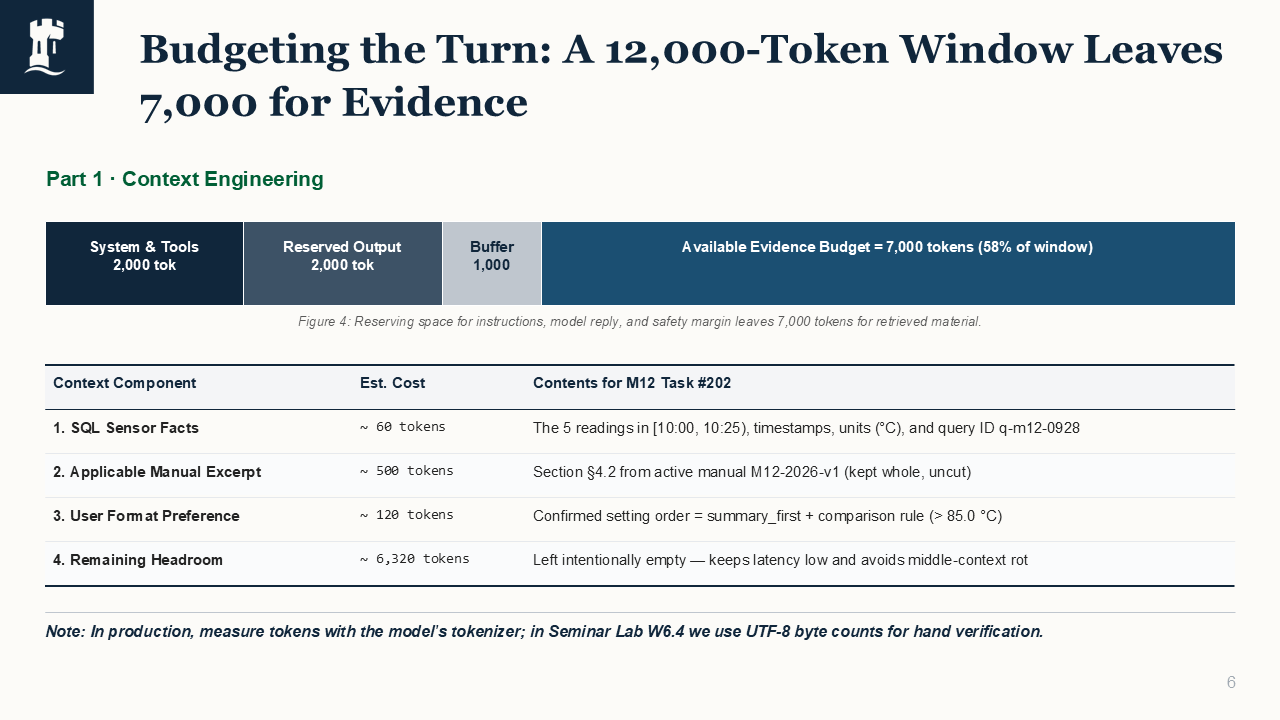 Budgeting the Turn: A 12,000-Token Window Leaves
7,000 for Evidence
Part 1 · Context Engineering
System & Tools
2,000 tok
Reserved Output
2,000 tok
Buffer
1,000
Available Evidence Budget = 7,000 tokens (58% of window)
Figure 4: Reserving space for instructions, model reply, and safety margin leaves 7,000 tokens for retrieved material.
Context Component Est. Cost Contents for M12 Task #202
1. SQL Sensor Facts ~ 60 tokens The 5 readings in [10:00, 10:25), timestamps, units (°C), and query ID q-m12-0928
2. Applicable Manual Excerpt ~ 500 tokens Section §4.2 from active manual M12-2026-v1 (kept whole, uncut)
3. User Format Preference ~ 120 tokens Confirmed setting order = summary_first + comparison rule (> 85.0 °C)
4. Remaining Headroom ~ 6,320 tokens Left intentionally empty — keeps latency low and avoids middle-context rot
Note: In production, measure tokens with the model's tokenizer; in Seminar Lab W6.4 we use UTF-8 byte counts for hand verification.
6